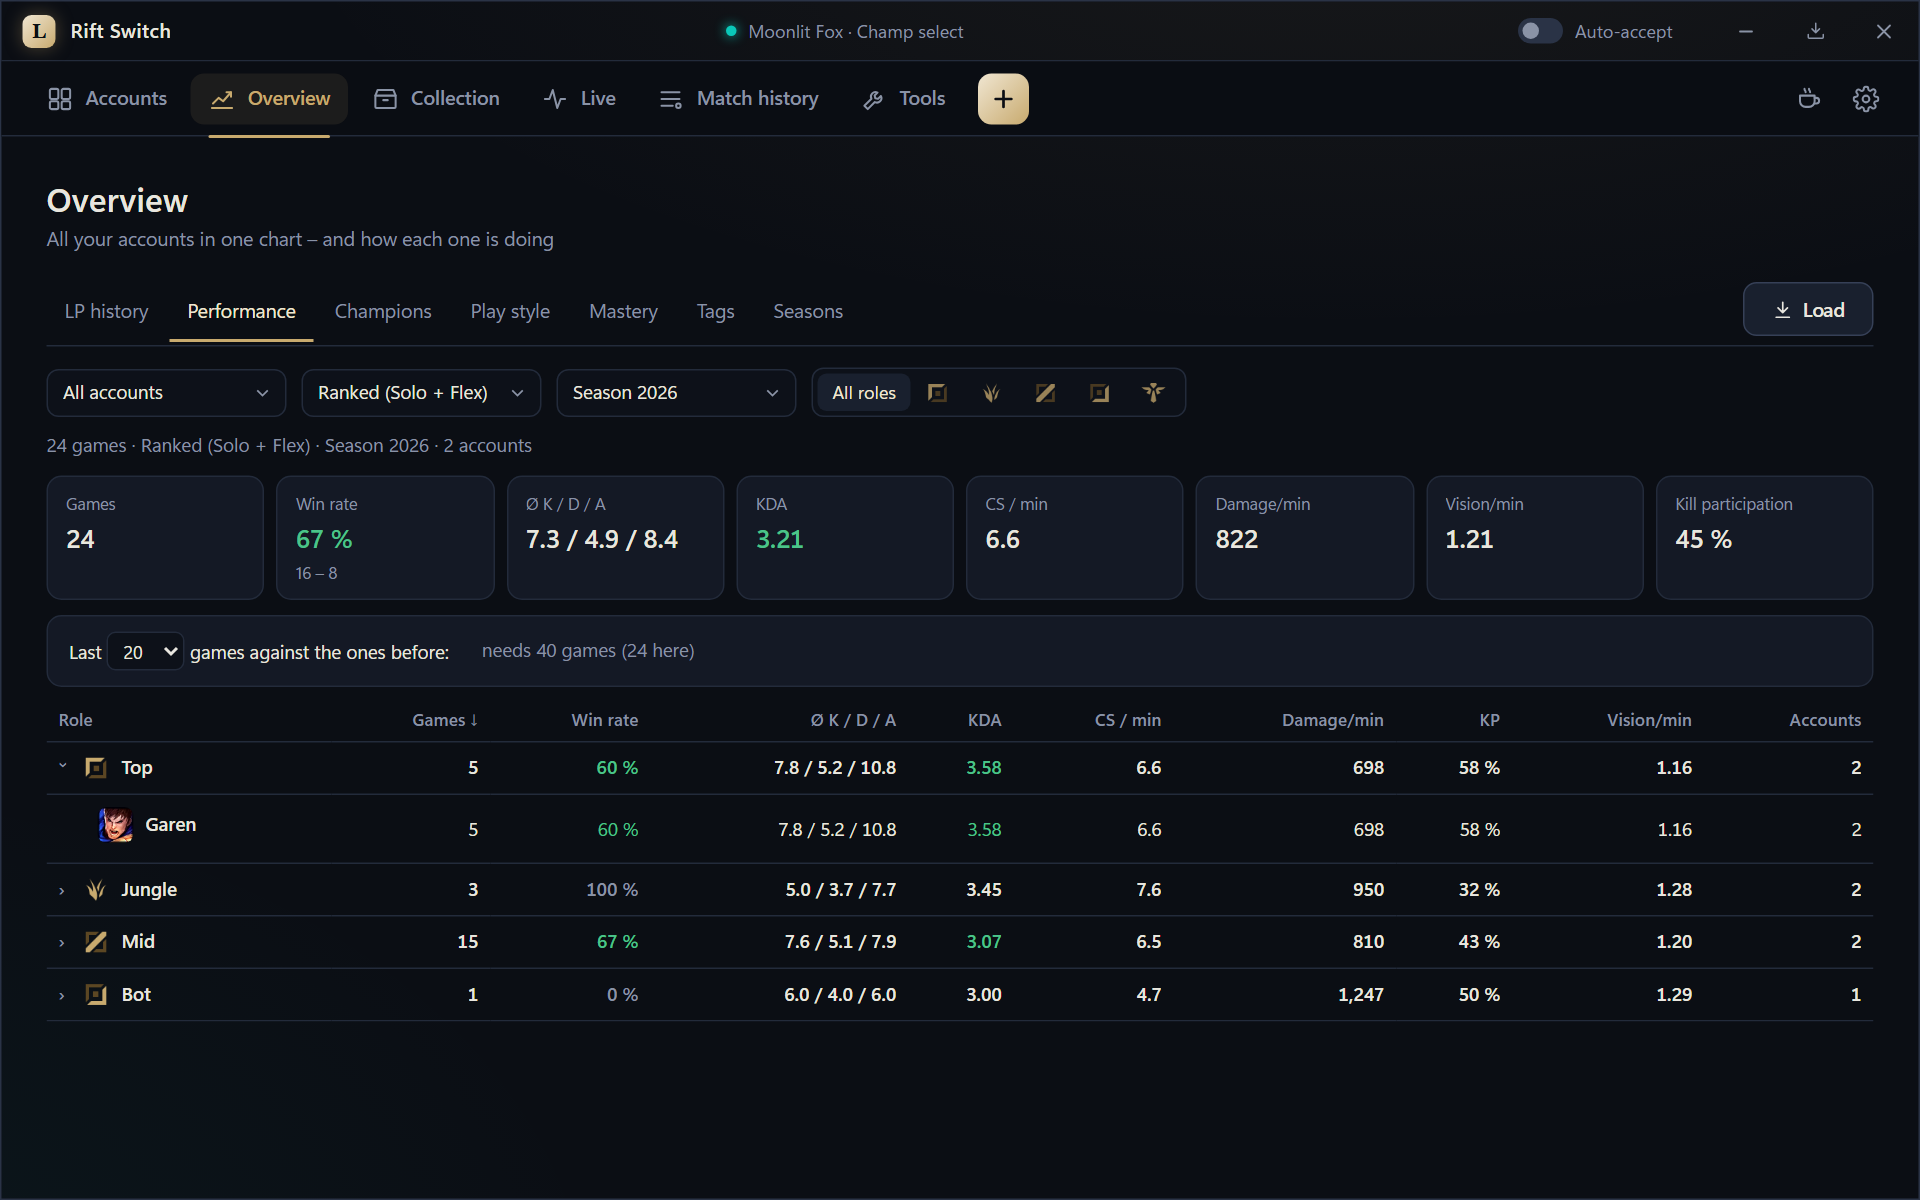 L Rift Switch
Moonlit Fox · Champ select
Auto-accept
Accounts Overview Collection Live Match history Tools +
Overview
All your accounts in one chart – and how each one is doing
LP history Performance Champions Play style Mastery Tags Seasons
Load
All accounts Ranked (Solo + Flex) Season 2026 All roles
24 games · Ranked (Solo + Flex) · Season 2026 · 2 accounts
Games Win rate Ø K / D / A KDA CS / min Damage/min Vision/min Kill participation
24 67 % 7.3 / 4.9 / 8.4 3.21 6.6 822 1.21 45 %
16 – 8
Last 20 games against the ones before: needs 40 games (24 here)
Role Games ↓ Win rate Ø K / D / A KDA CS / min Damage/min KP Vision/min Accounts
Top 5 60 % 7.8 / 5.2 / 10.8 3.58 6.6 698 58 % 1.16 2
Garen 5 60 % 7.8 / 5.2 / 10.8 3.58 6.6 698 58 % 1.16 2
Jungle 3 100 % 5.0 / 3.7 / 7.7 3.45 7.6 950 32 % 1.28 2
Mid 15 67 % 7.6 / 5.1 / 7.9 3.07 6.5 810 43 % 1.20 2
Bot 1 0 % 6.0 / 4.0 / 6.0 3.00 4.7 1,247 50 % 1.29 1